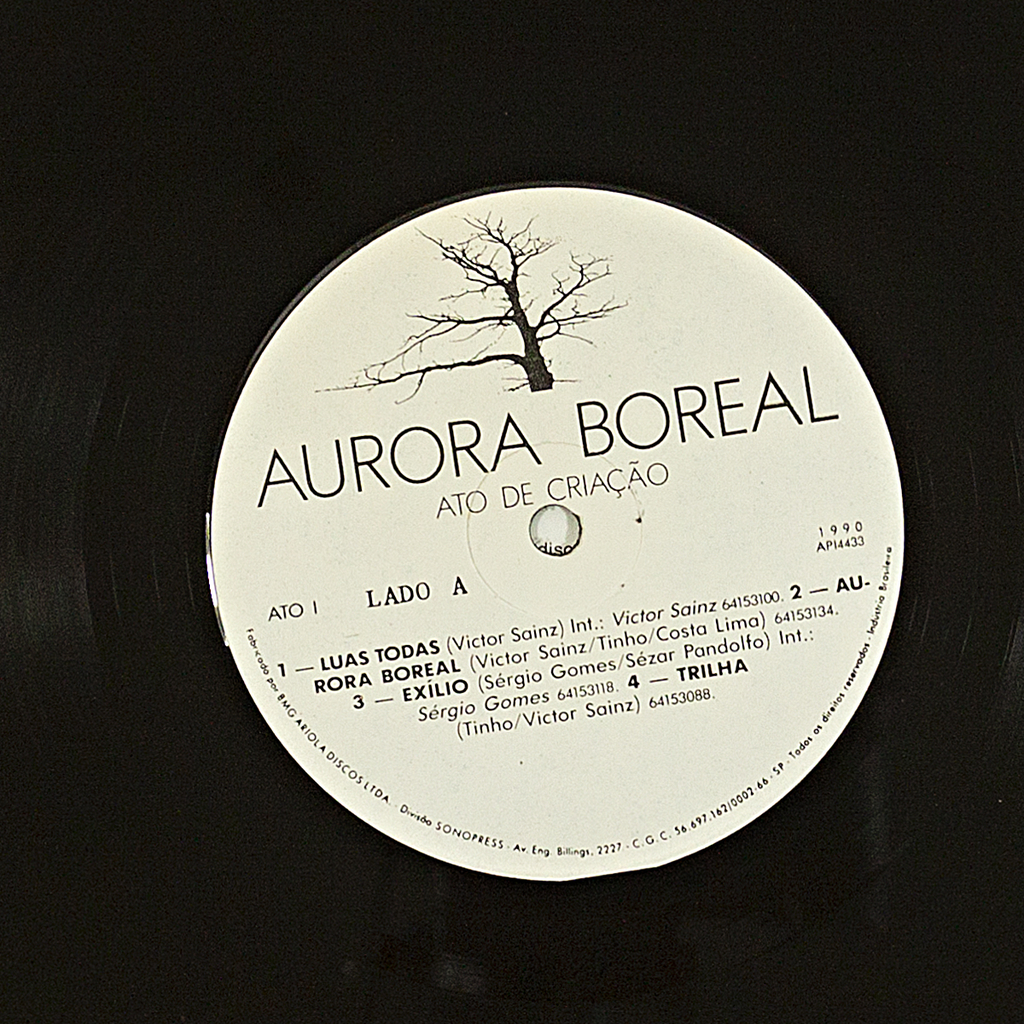 AURORA BOREAL
ATO DE CRIAÇÃO
disc
1990
API4433
ATO I LADO A
1 — LUAS TODAS (Victor Sainz) Int.: Victor Sainz 64153100. 2 — AU-
RORA BOREAL (Victor Sainz/Tinho/Costa Lima) 64153134.
3 — EXÍLIO (Sérgio Gomes/Sézar Pandolfo) Int.:
Sérgio Gomes 64153118. 4 — TRILHA
(Tinho/Victor Sainz) 64153088.
Fabricado por BMG ARIOLA DISCOS LTDA. - Divisão SONOPRESS - Av. Eng. Billings, 2227 - C.G.C. 56.697.162/0002-66 - SP - Todos os direitos reservados - Indústria Brasileira